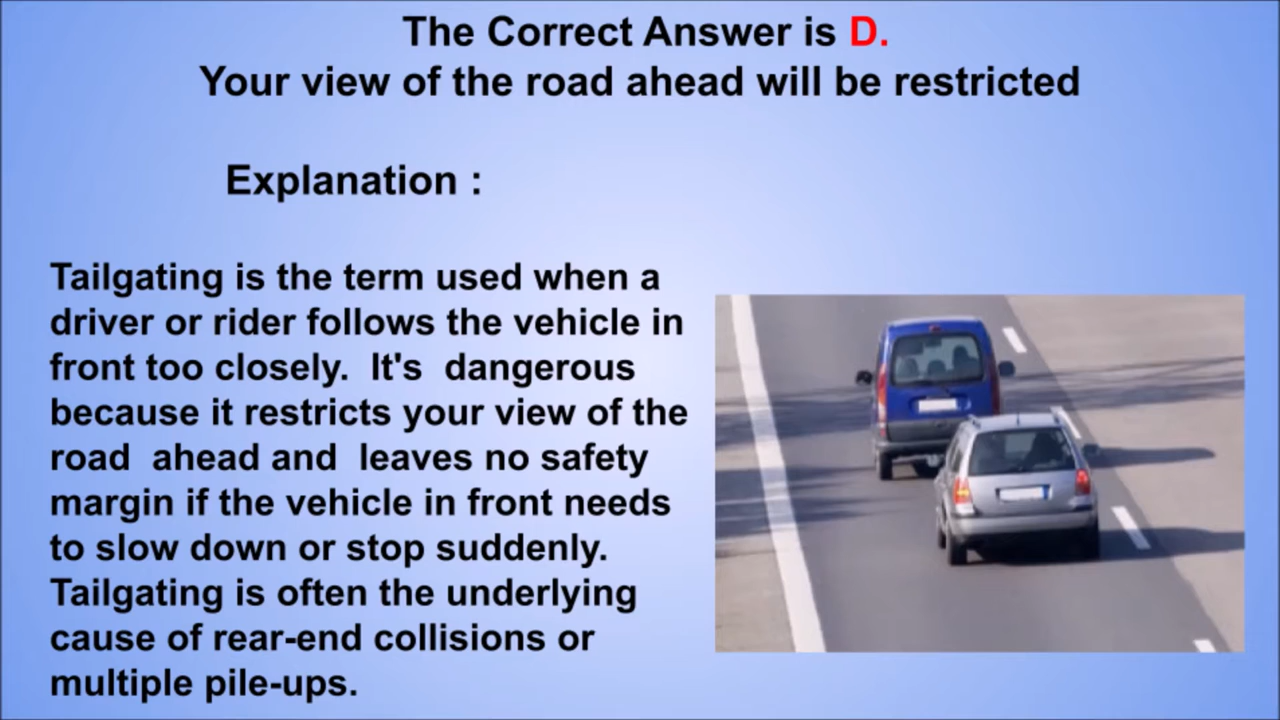 The Correct Answer is D.
Your view of the road ahead will be restricted
Explanation :
Tailgating is the term used when a
driver or rider follows the vehicle in
front too closely.  It's  dangerous
because it restricts your view of the
road  ahead and  leaves no safety
margin if the vehicle in front needs
to slow down or stop suddenly.
Tailgating is often the underlying
cause of rear-end collisions or
multiple pile-ups.